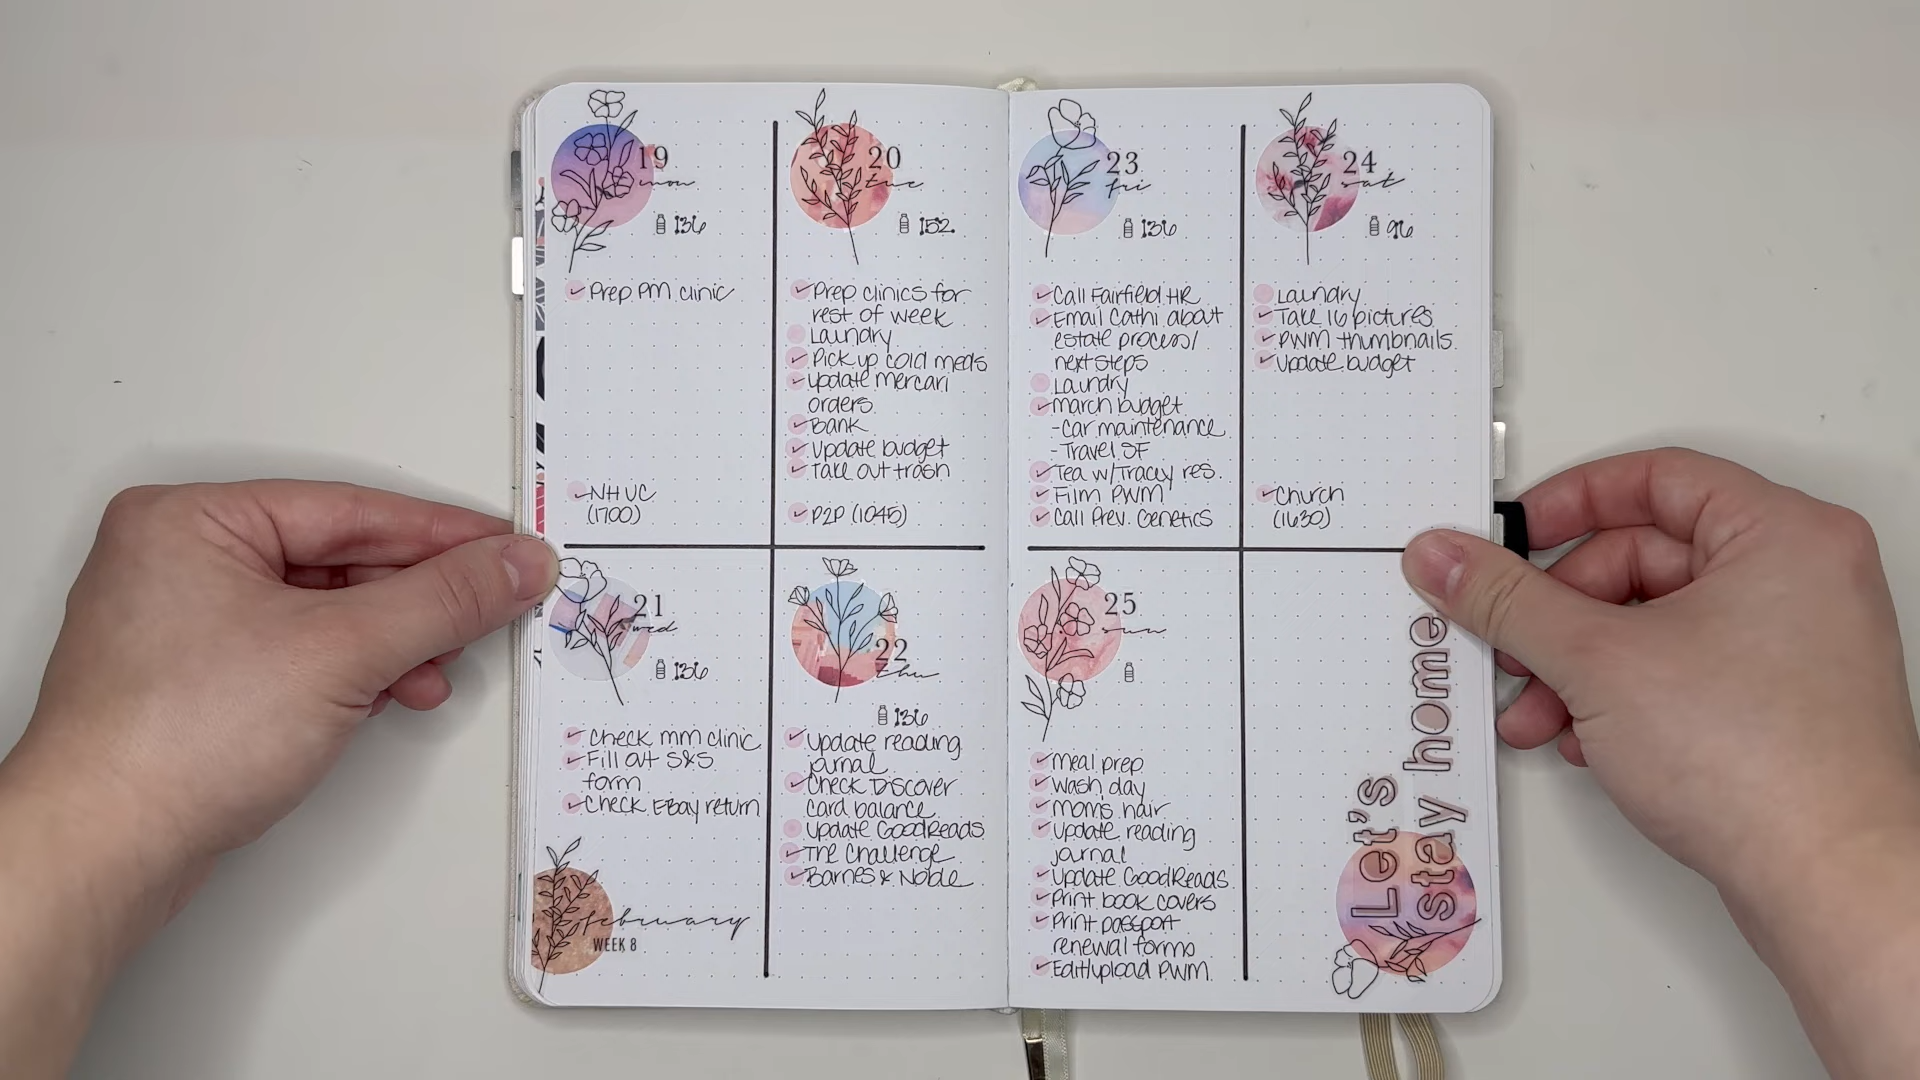 19
mon
136
Prep PM clinic
NHUC
(1700)
20
tue
152
Prep clinics for
rest of week
Laundry
Pick up cold meds
Update mercari
orders
Bank
Update budget
Take out trash
P2P (1045)
21
wed
136
Check mm clinic
Fill out S&S
form
Check EBay return
february
WEEK 8
22
thu
136
Update reading
journal
Check Discover
card balance
Update GoodReads
The Challenge
Barnes & Noble
23
fri
136
Call Fairfield HR
Email Cathi about
estate process/
next steps
Laundry
March budget
-Car maintenance
-Travel SF
Tea w/Tracey res.
Film PWM
Call Prev. Genetics
24
sat
96
Laundry
Take 16 pictures
PWM thumbnails
Update budget
Church
(1630)
25
sun
Meal prep
Wash day
Mom's hair
Update reading
journal
Update GoodReads
Print book covers
Print passport
renewal forms
Edit/upload PWM
Let's
stay home